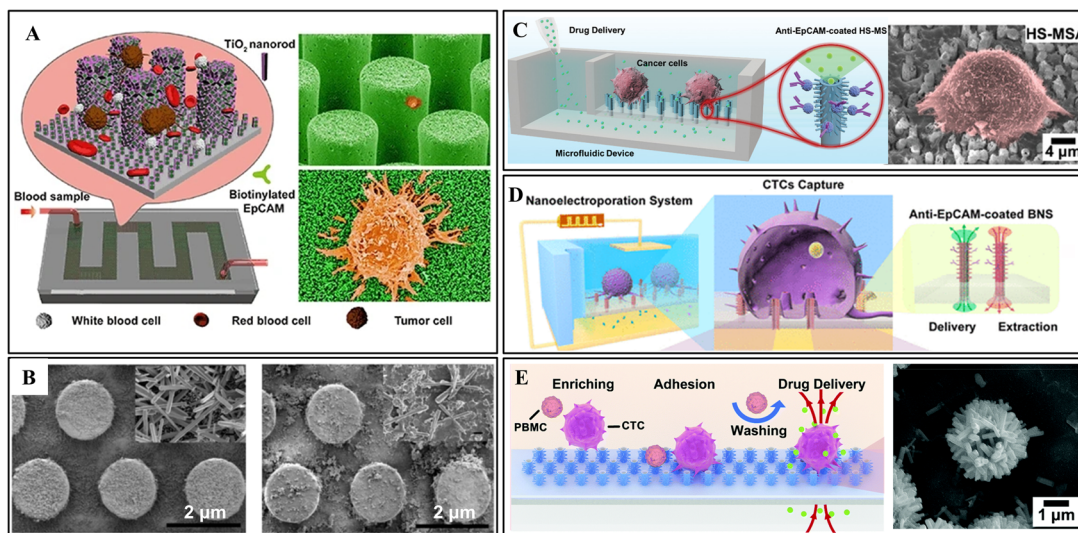 A
TiO2 nanorod
Blood sample
Biotinylated
EpCAM
White blood cell
Red blood cell
Tumor cell
B
2 μm
2 μm
C
Drug Delivery
Cancer cells
Microfluidic Device
Anti-EpCAM-coated HS-MS
HS-MSA
4 μm
D
Nanoelectroporation System
CTCs Capture
Anti-EpCAM-coated BNS
Delivery
Extraction
E
Enriching
Adhesion
Drug Delivery
PBMC
CTC
Washing
1 μm